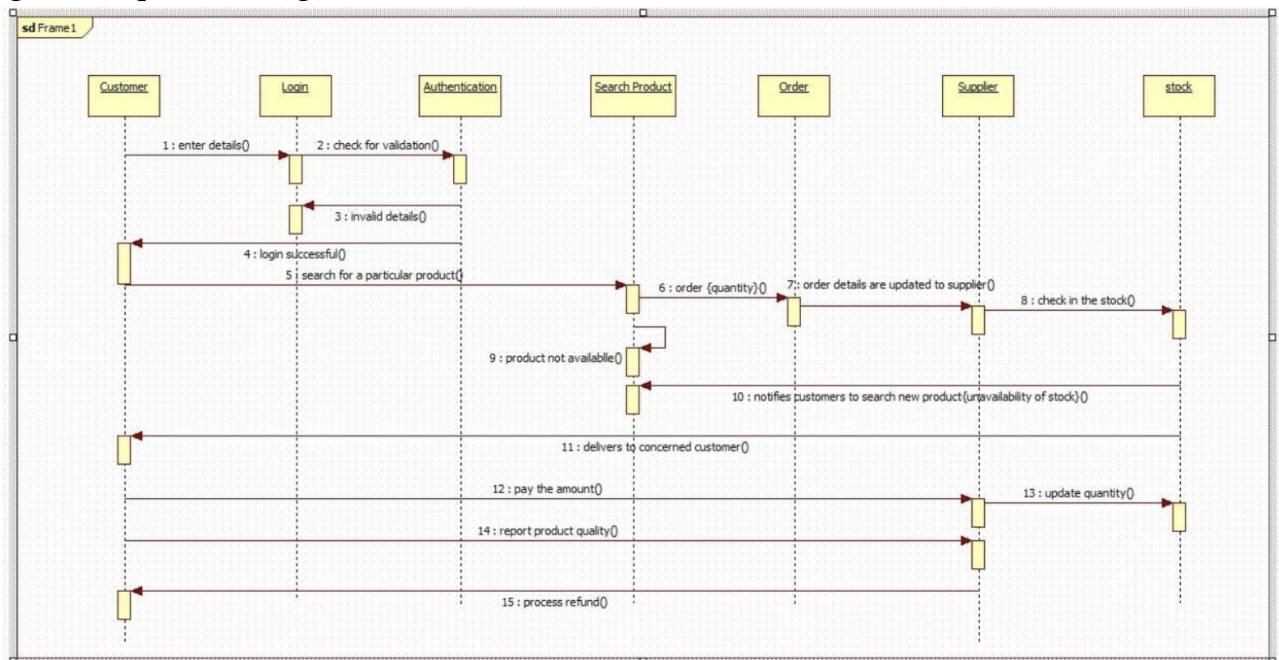 sd Frame1
Customer
Login
Authentication
Search Product
Order
Supplier
stock
1 : enter details()
2 : check for validation()
3 : invalid details()
4 : login successful()
5 : search for a particular product()
6 : order {quantity}()
7 : order details are updated to supplier()
8 : check in the stock()
9 : product not availablle()
10 : notifies customers to search new product{unavailability of stock}()
11 : delivers to concerned customer()
12 : pay the amount()
13 : update quantity()
14 : report product quality()
15 : process refund()